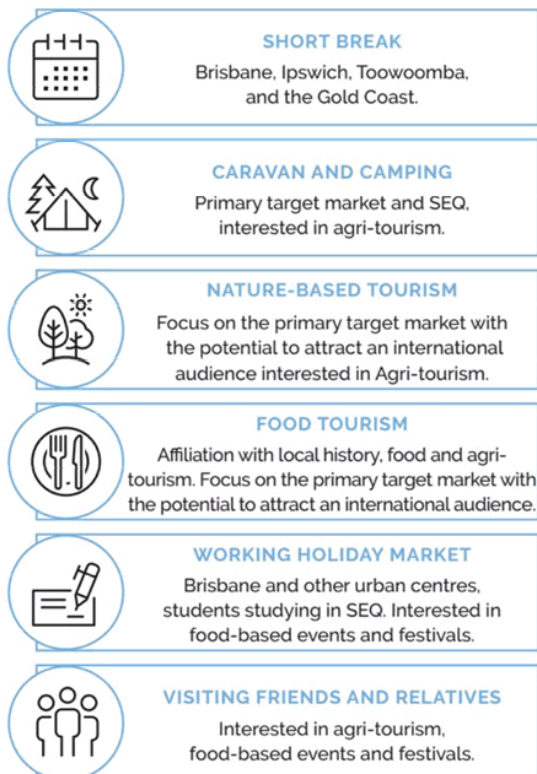 SHORT BREAK
Brisbane, Ipswich, Toowoomba,
and the Gold Coast.
CARAVAN AND CAMPING
Primary target market and SEQ,
interested in agri-tourism.
NATURE-BASED TOURISM
Focus on the primary target market with
the potential to attract an international
audience interested in Agri-tourism.
FOOD TOURISM
Affiliation with local history, food and agri-
tourism. Focus on the primary target market with
the potential to attract an international audience.
WORKING HOLIDAY MARKET
Brisbane and other urban centres,
students studying in SEQ. Interested in
food-based events and festivals.
VISITING FRIENDS AND RELATIVES
Interested in agri-tourism,
food-based events and festivals.